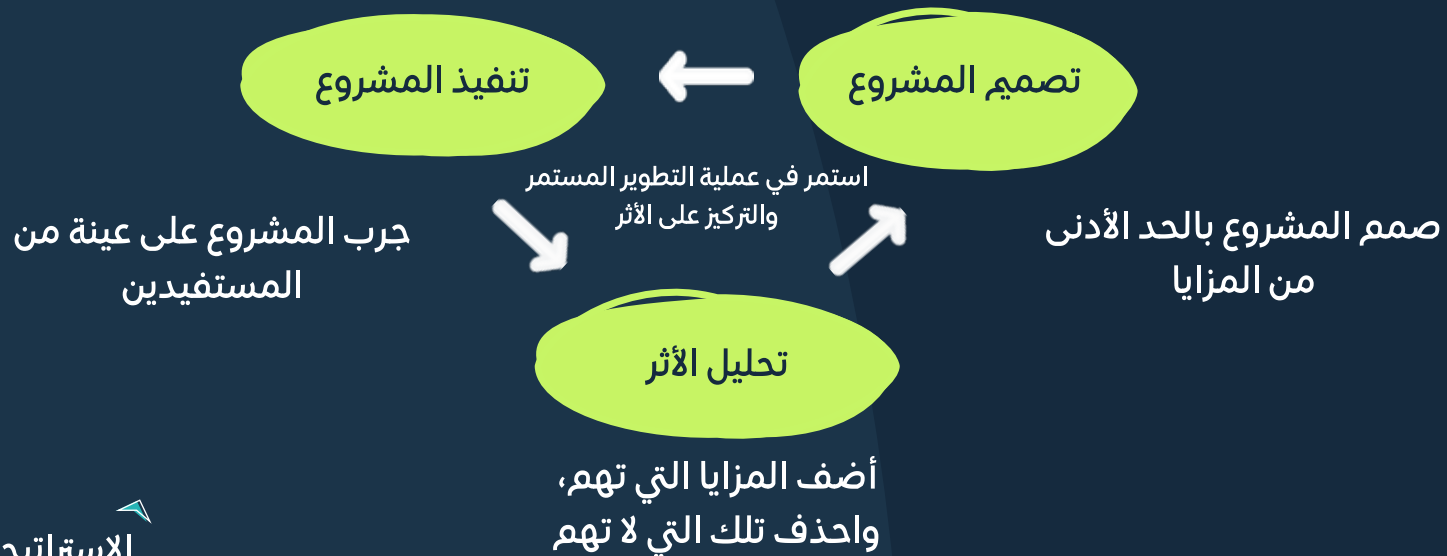 تصميم المشروع
تنفيذ المشروع
استمر في عملية التطوير المستمر
والتركيز على الأثر
صمم المشروع بالحد الأدنى
من المزايا
جرب المشروع على عينة من
المستفيدين
تحليل الأثر
أضف المزايا التي تهم،
واحذف تلك التي لا تهم